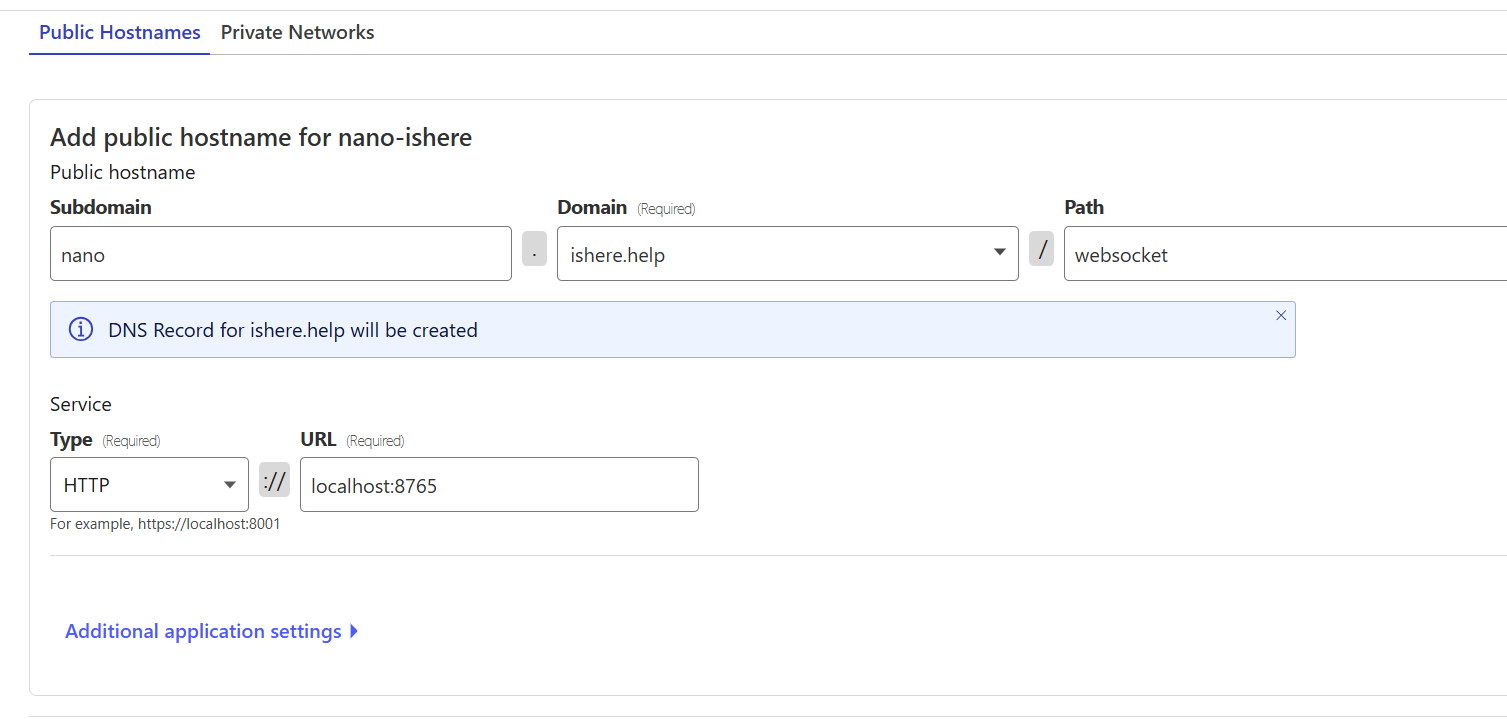 Public Hostnames Private Networks
Add public hostname for nano-ishere
Public hostname
Subdomain Domain (Required) Path
nano . ishere.help / websocket
DNS Record for ishere.help will be created
Service
Type (Required) URL (Required)
HTTP :// localhost:8765
For example, https://localhost:8001
Additional application settings